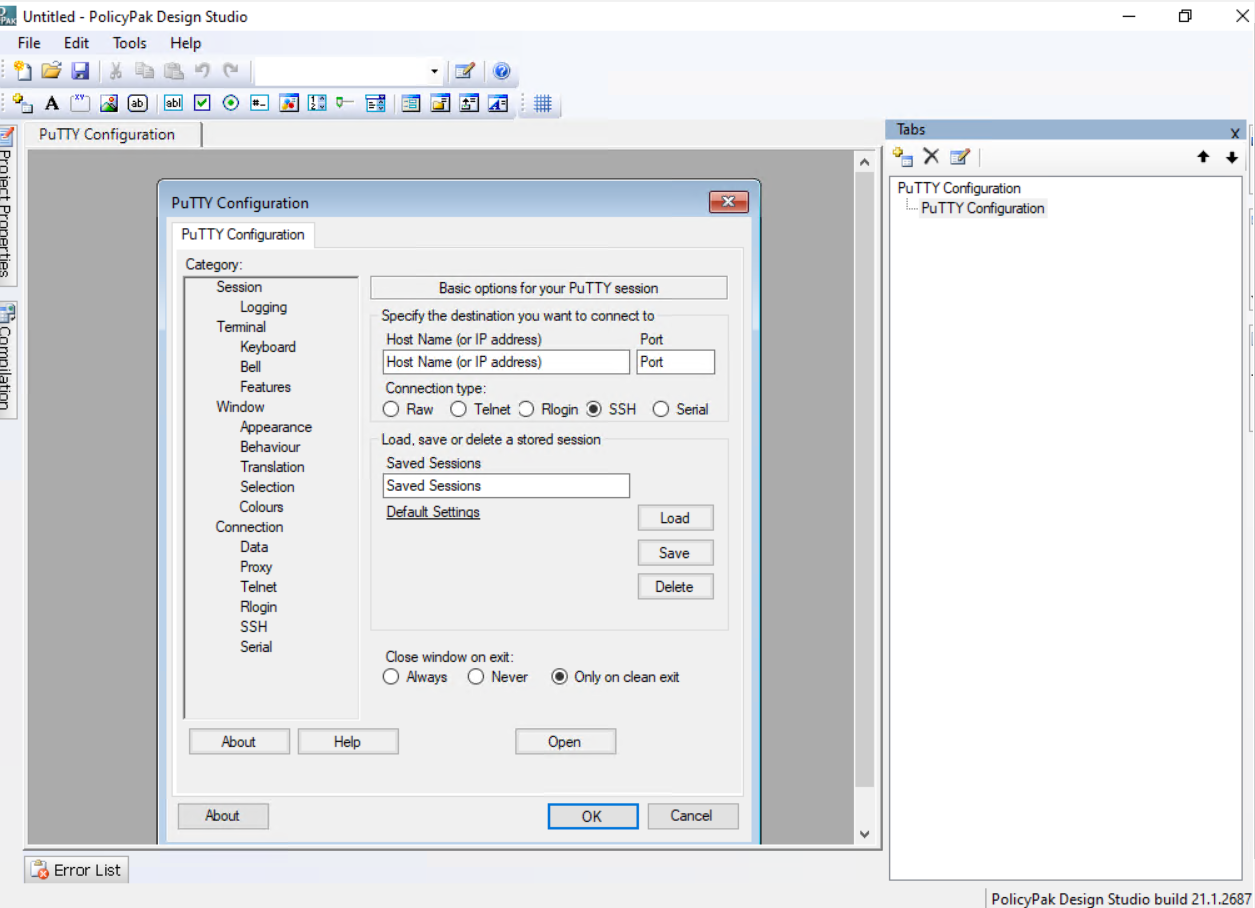 PAK Untitled - PolicyPak Design Studio
File Edit Tools Help
PuTTY Configuration
Project Properties
Compilation
PuTTY Configuration
PuTTY Configuration
Category:
Session
Logging
Terminal
Keyboard
Bell
Features
Window
Appearance
Behaviour
Translation
Selection
Colours
Connection
Data
Proxy
Telnet
Rlogin
SSH
Serial
Basic options for your PuTTY session
Specify the destination you want to connect to
Host Name (or IP address) Port
Host Name (or IP address) Port
Connection type:
Raw Telnet Rlogin SSH Serial
Load, save or delete a stored session
Saved Sessions
Saved Sessions
Default Settings
Load
Save
Delete
Close window on exit:
Always Never Only on clean exit
About Help Open
About OK Cancel
Error List
Tabs
PuTTY Configuration
PuTTY Configuration
PolicyPak Design Studio build 21.1.2687